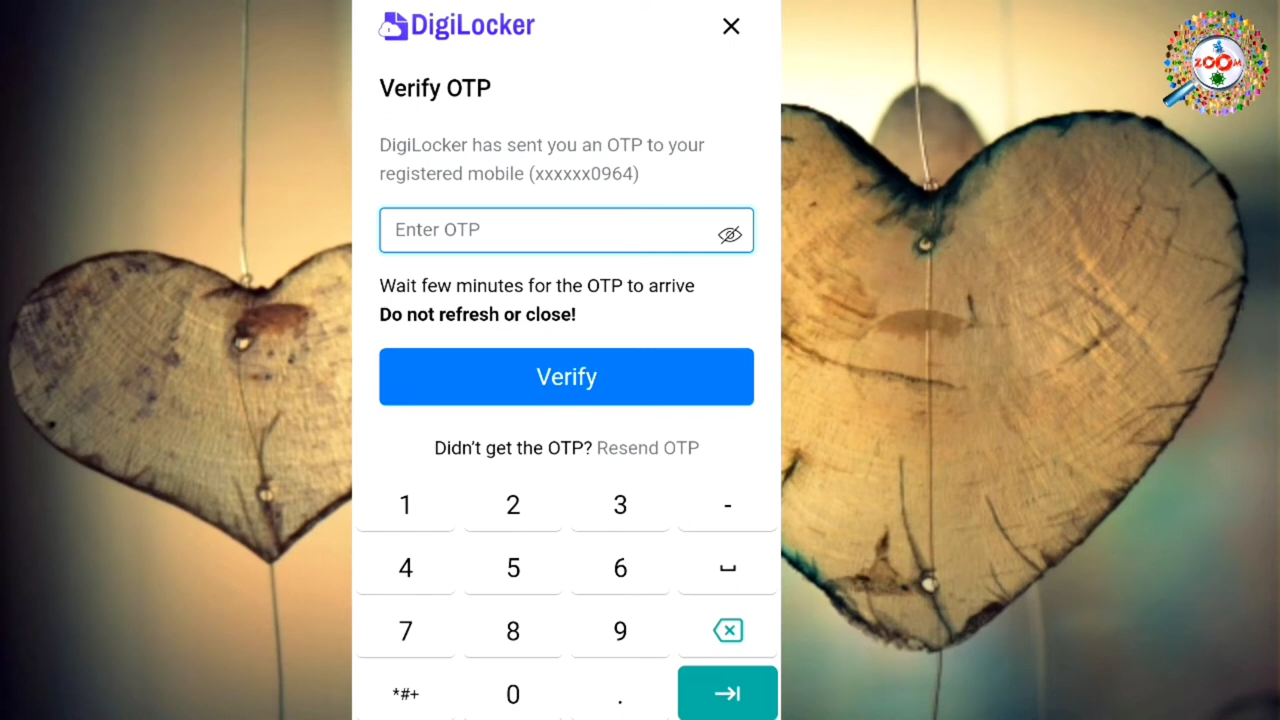 DigiLocker
ZOOM
Verify OTP
DigiLocker has sent you an OTP to your
registered mobile (xxxxxx0964)
Enter OTP
Wait few minutes for the OTP to arrive
Do not refresh or close!
Verify
Didn’t get the OTP? Resend OTP
1 2 3 -
4 5 6
7 8 9
*#+ 0 .